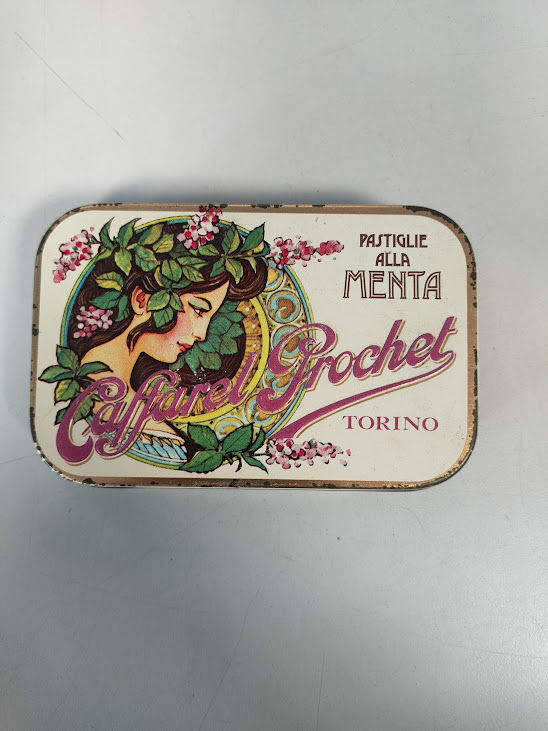 PASTIGLIE
ALLA
MENTA
Caffarel Prochet
TORINO